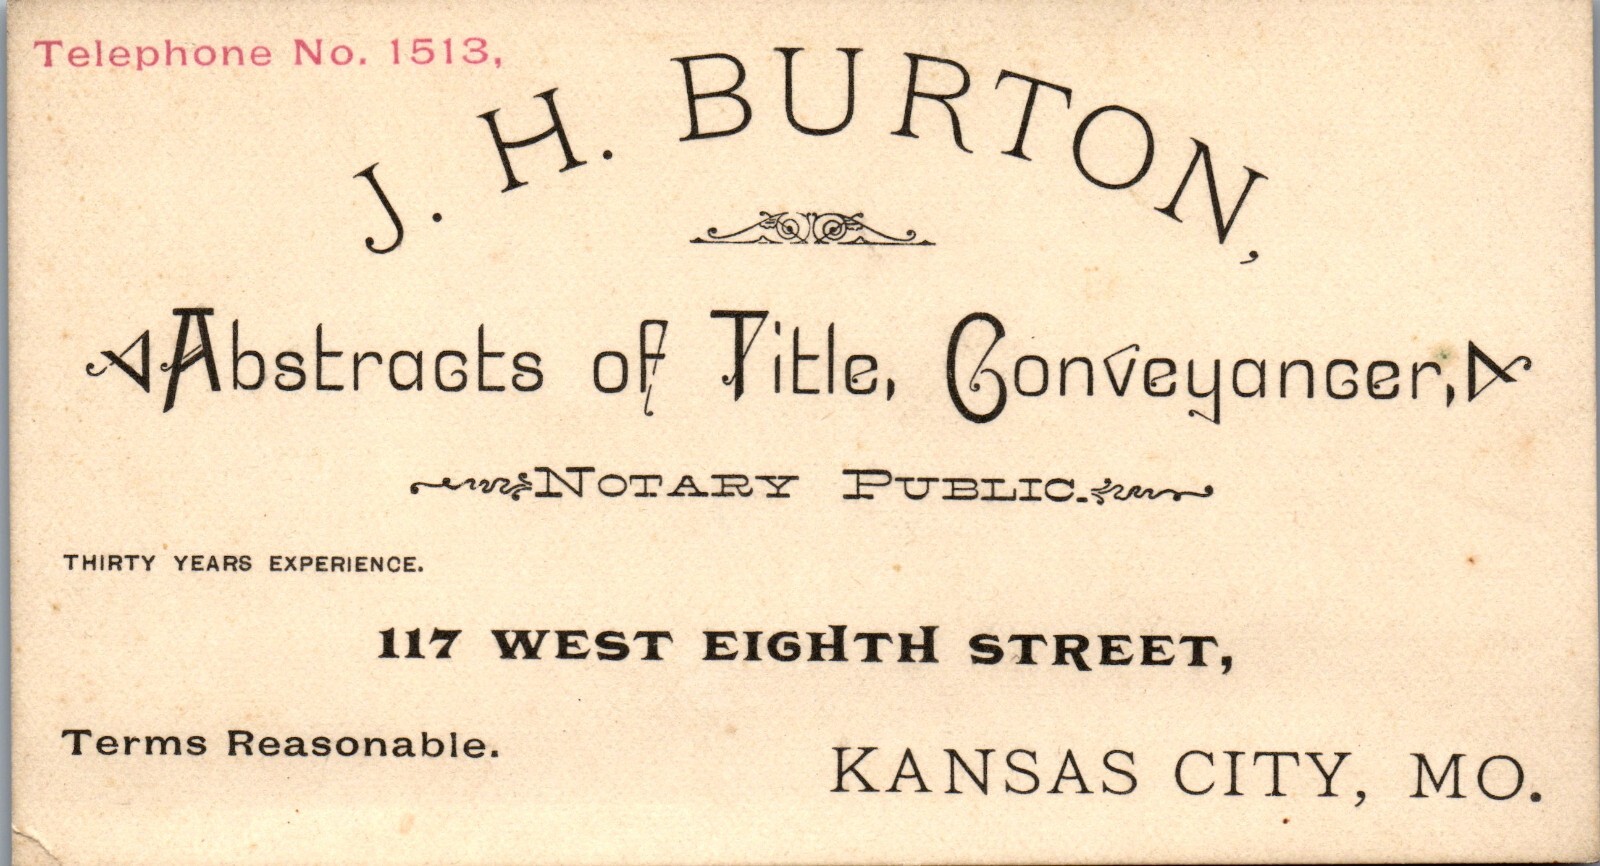 Telephone No. 1513,
J. H. BURTON,
Abstracts of Title, Conveyancer,
NOTARY PUBLIC.
THIRTY YEARS EXPERIENCE.
117 WEST EIGHTH STREET,
Terms Reasonable.
KANSAS CITY, MO.